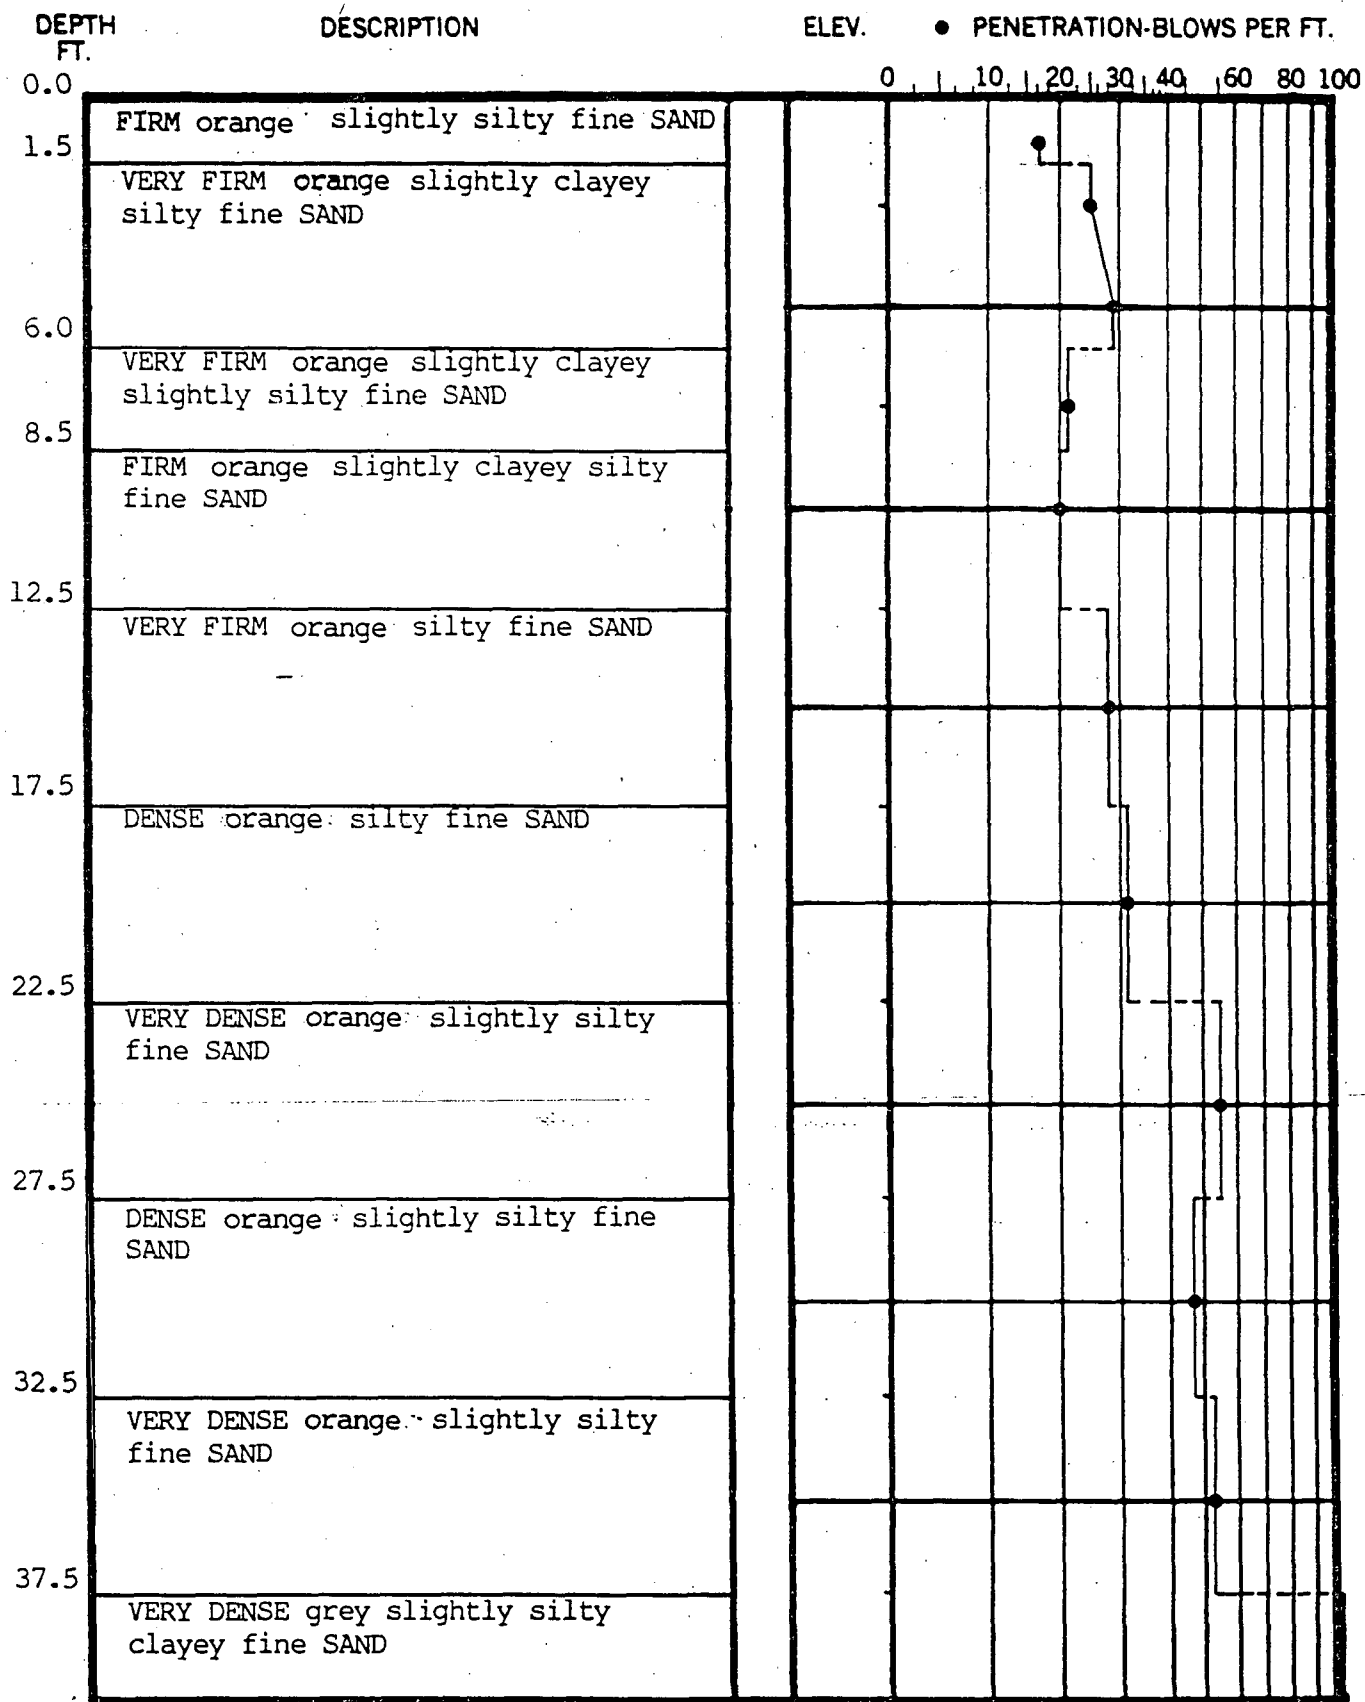 DEPTH FT. DESCRIPTION ELEV. ● PENETRATION-BLOWS PER FT.
0.0 0 10 20 30 40 60 80 100
FIRM orange slightly silty fine SAND
1.5
VERY FIRM orange slightly clayey
silty fine SAND
6.0
VERY FIRM orange slightly clayey
slightly silty fine SAND
8.5
FIRM orange slightly clayey silty
fine SAND
12.5
VERY FIRM orange silty fine SAND
17.5
DENSE orange silty fine SAND
22.5
VERY DENSE orange slightly silty
fine SAND
27.5
DENSE orange slightly silty fine
SAND
32.5
VERY DENSE orange slightly silty
fine SAND
37.5
VERY DENSE grey slightly silty
clayey fine SAND